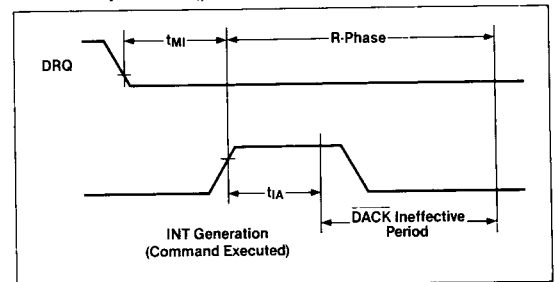 tMI
R-Phase
DRQ
tIA
DACK Ineffective
Period
INT Generation
(Command Executed)